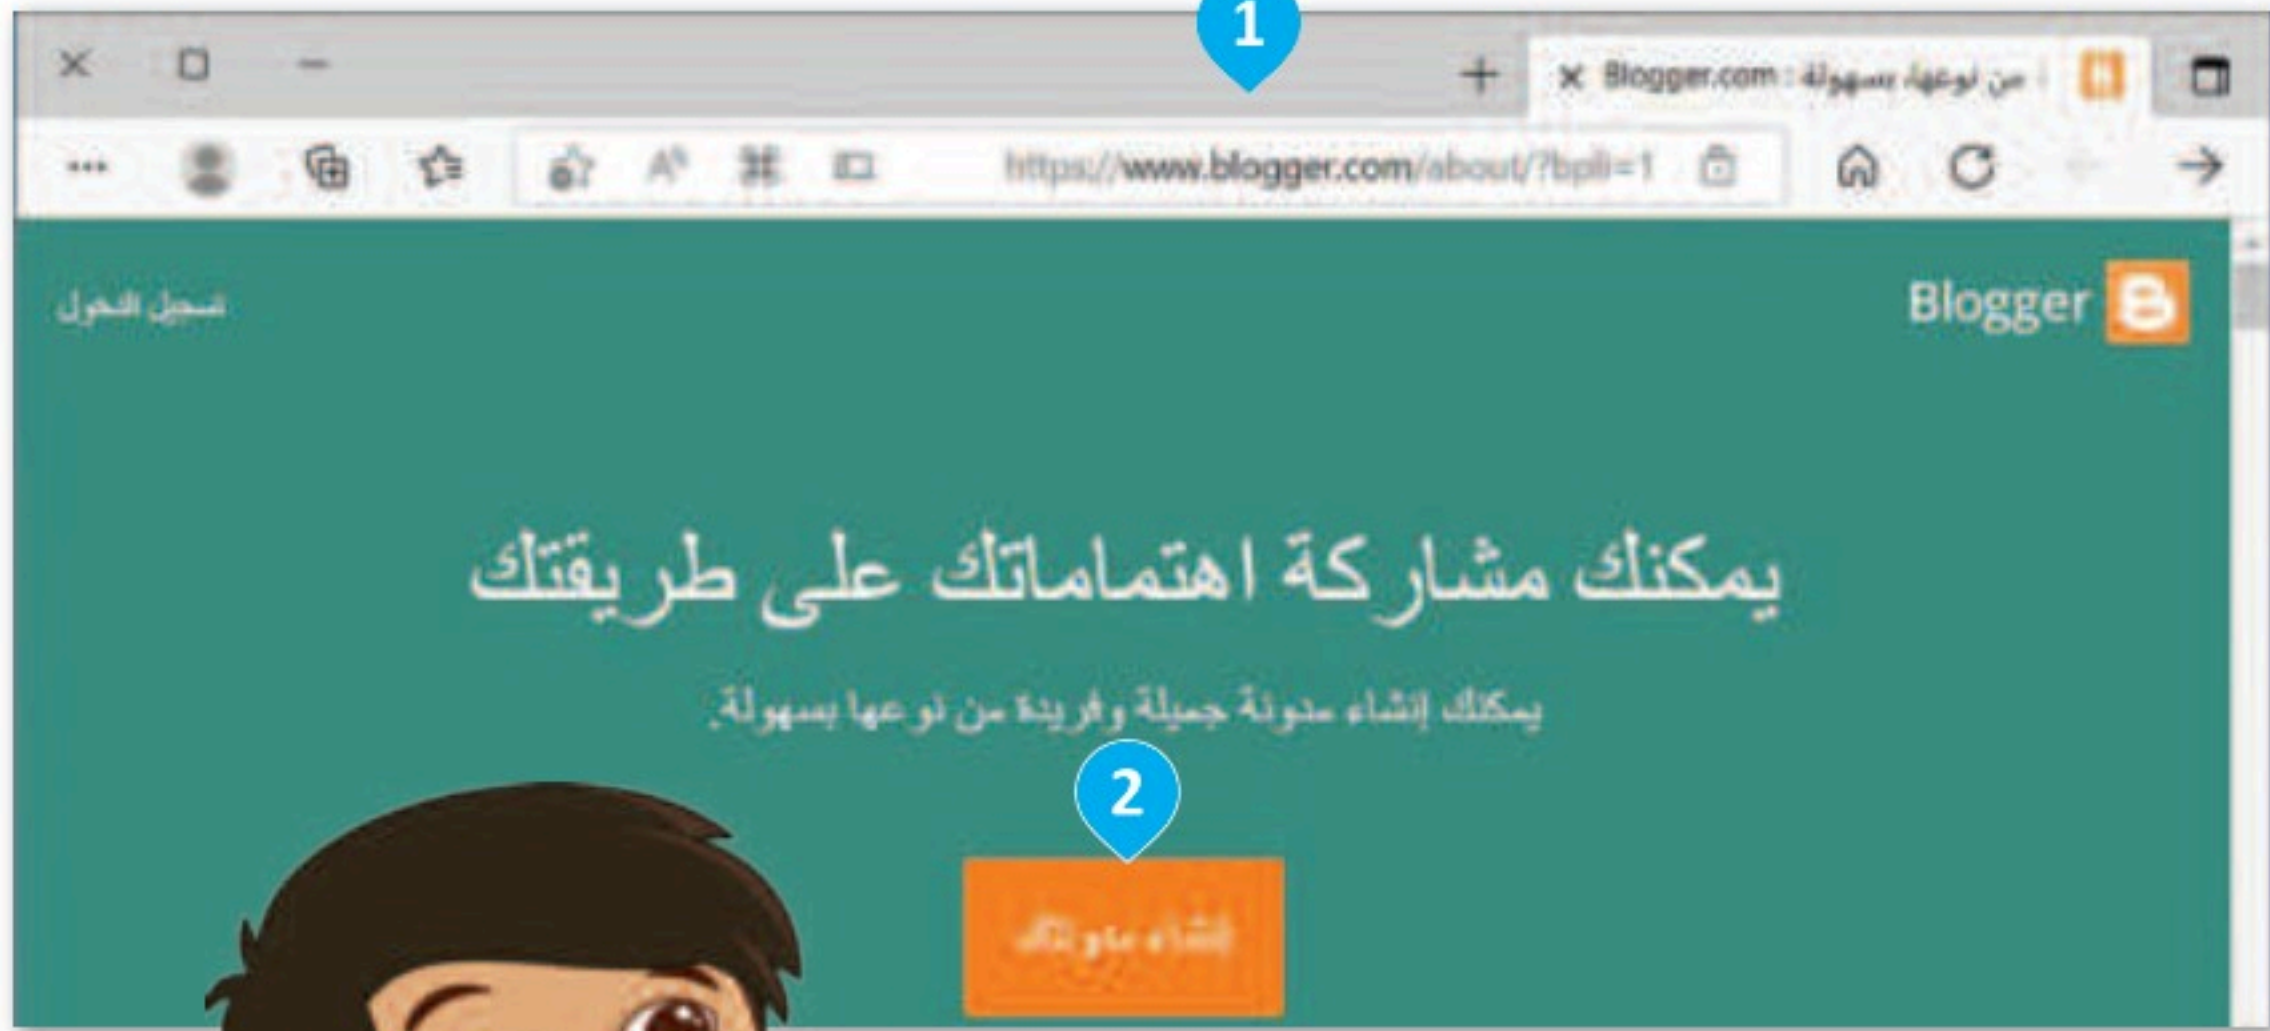 1
من نوعها، بسهولة : Blogger.com
https://www.blogger.com/about/?bpli=1
Blogger
تسجيل الدخول
يمكنك مشاركة اهتماماتك على طريقتك
يمكنك إنشاء مدونة جميلة وفريدة من نوعها بسهولة.
2
إنشاء مدونتك